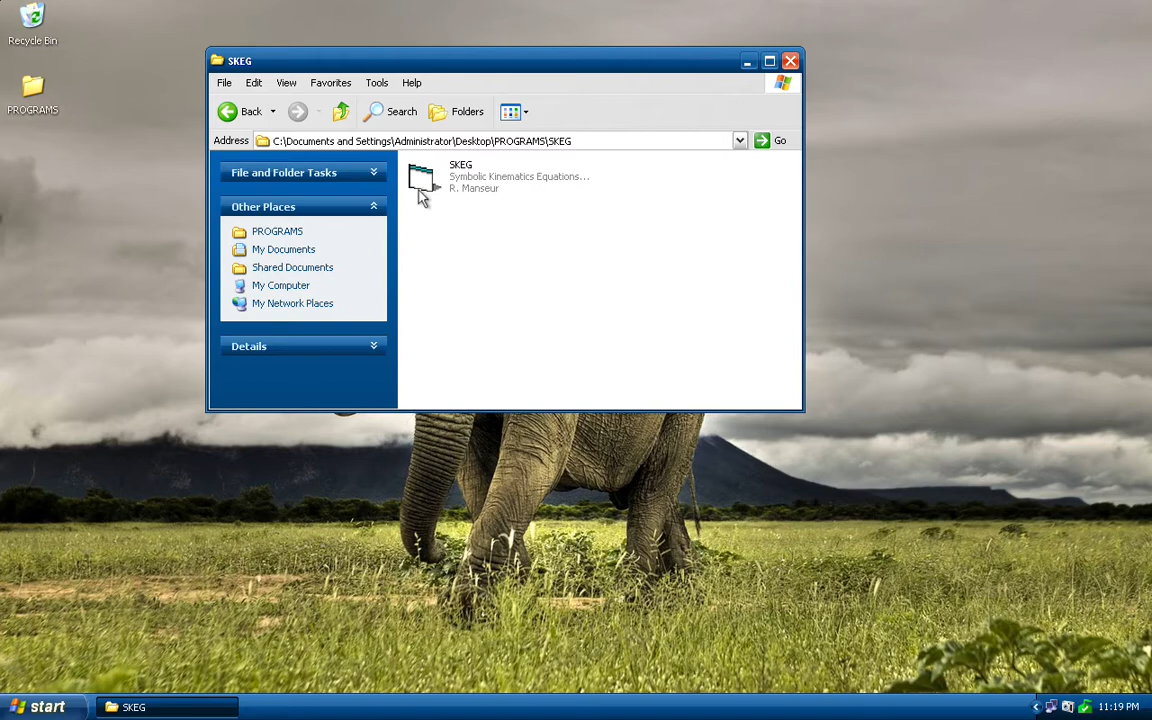 Recycle Bin
PROGRAMS
SKEG
File Edit View Favorites Tools Help
Back Search Folders
Address C:\Documents and Settings\Administrator\Desktop\PROGRAMS\SKEG Go
File and Folder Tasks
Other Places
PROGRAMS
My Documents
Shared Documents
My Computer
My Network Places
Details
SKEG
Symbolic Kinematics Equations...
R. Manseur
start SKEG 11:19 PM